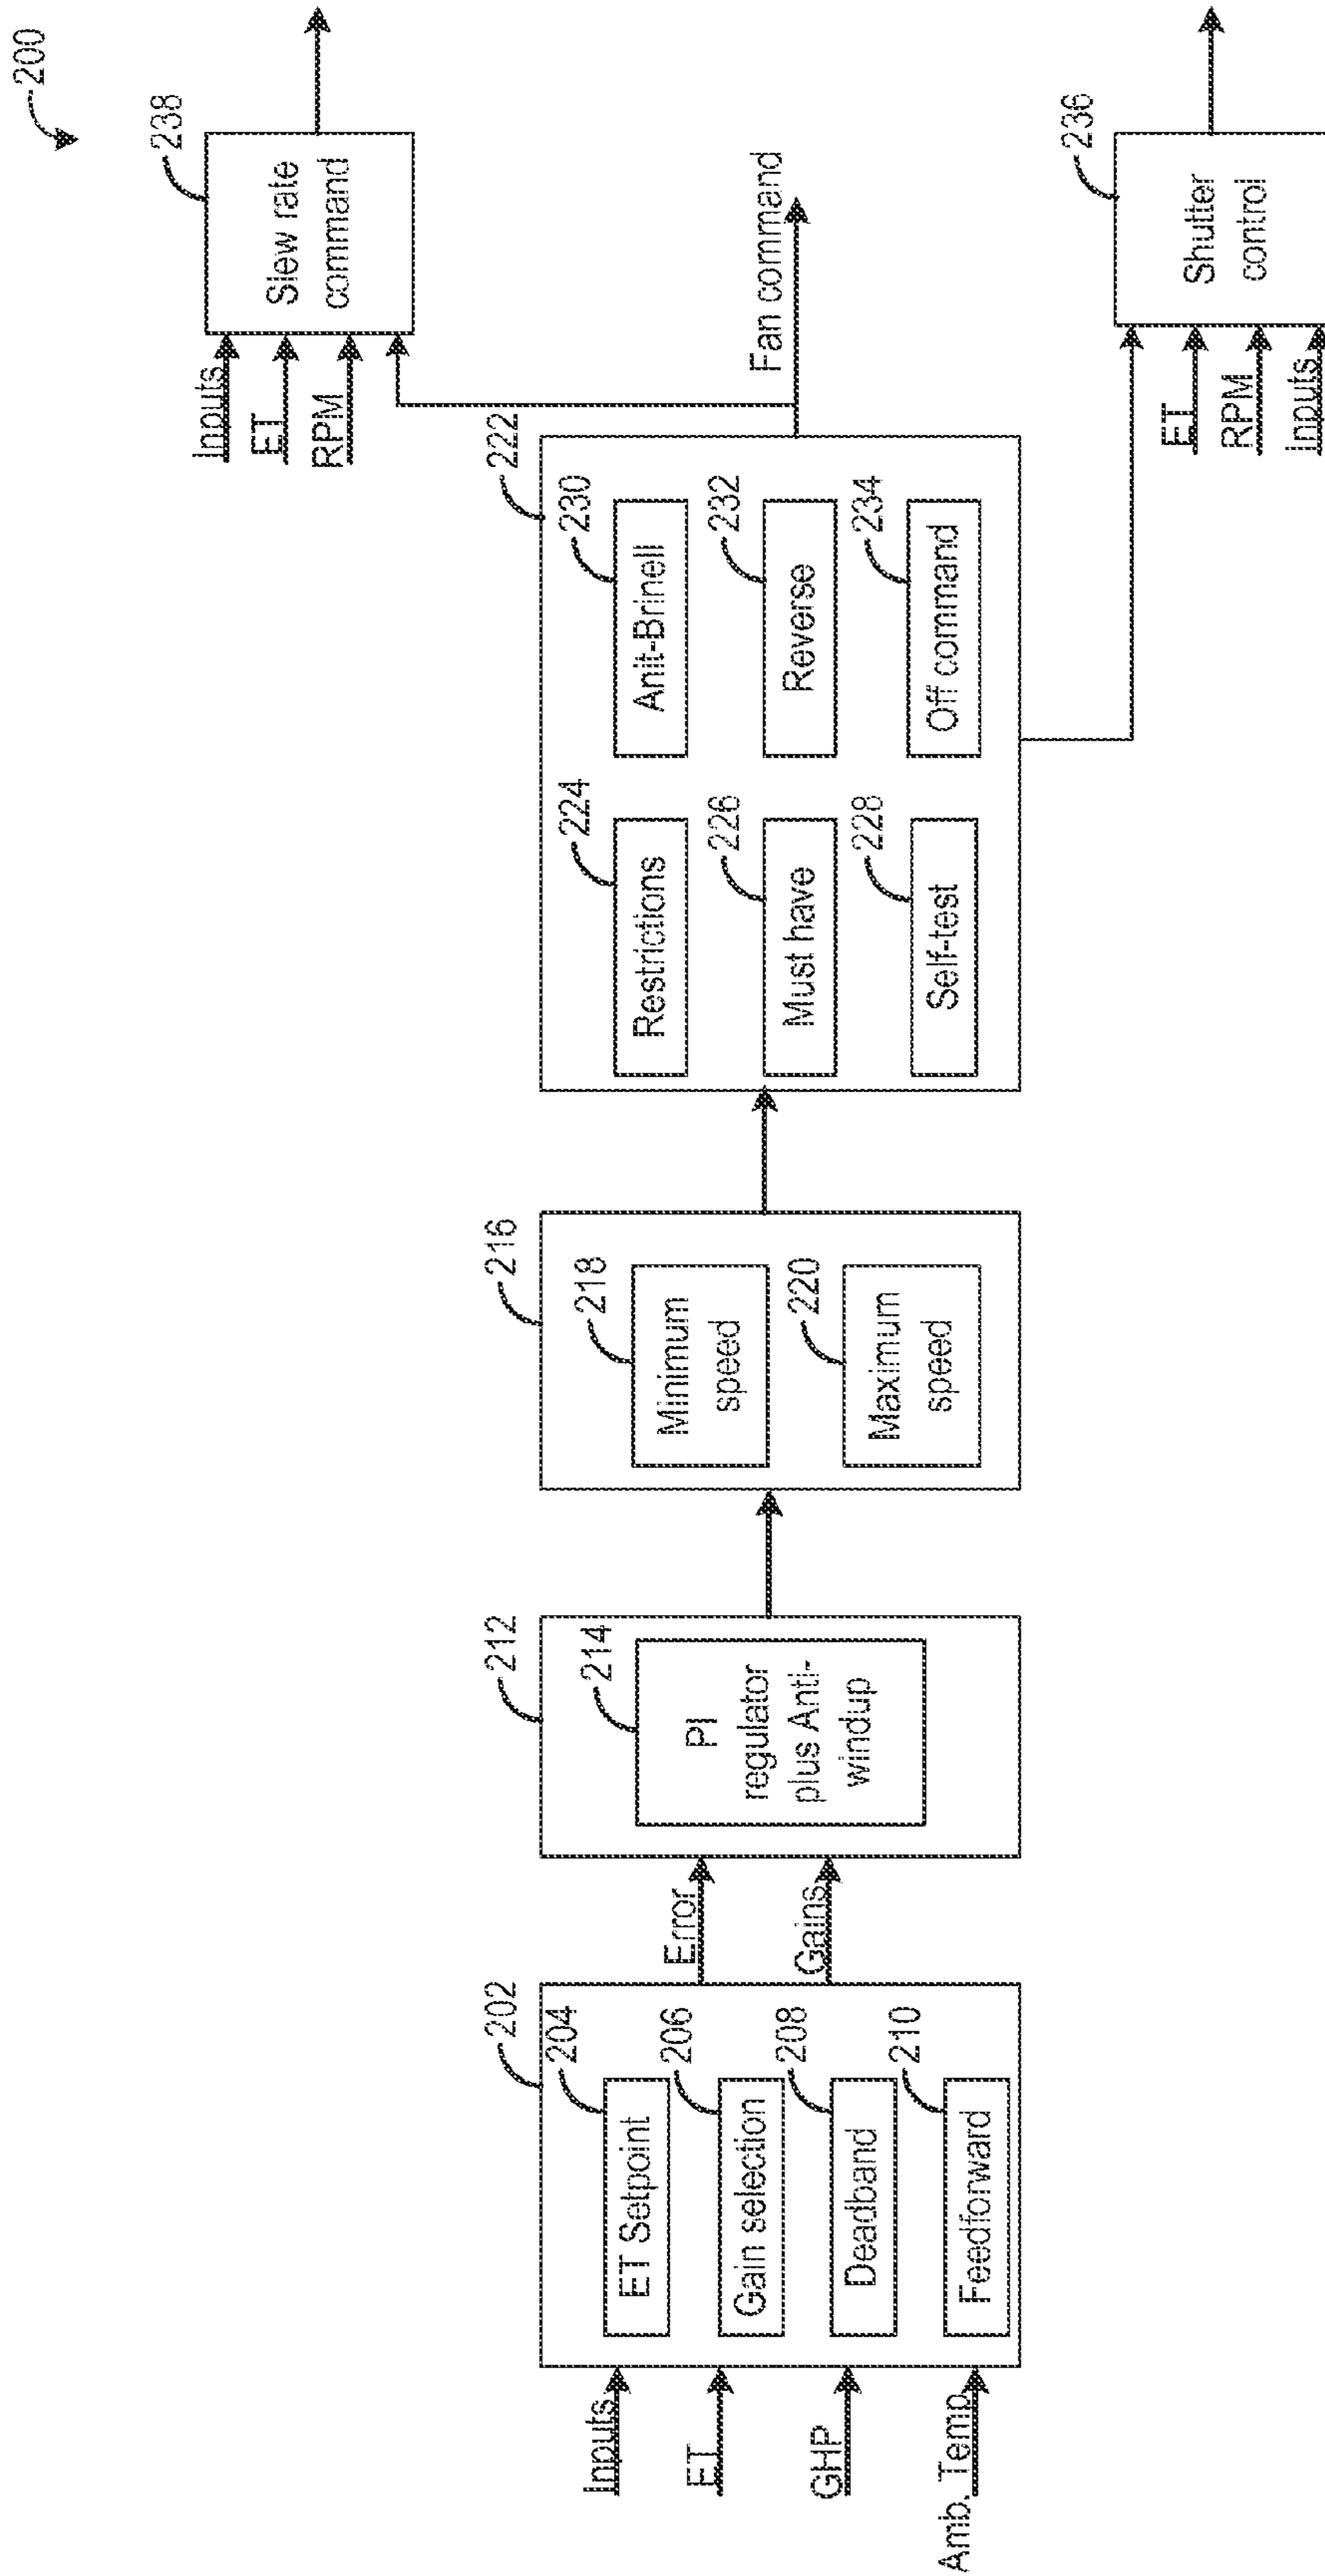 200
238
Slew rate
command
Inputs
ET
RPM
Fan command
222
224
Restrictions
230
Anit-Brinell
226
Must have
232
Reverse
228
Self-test
234
Off command
236
Shutter
control
ET
RPM
Inputs
216
218
Minimum
speed
220
Maximum
speed
212
214
PI
regulator
plus Anti-
windup
Error
Gains
202
204
ET Setpoint
206
Gain selection
208
Deadband
210
Feedforward
Inputs
ET
GHP
Amb. Temp